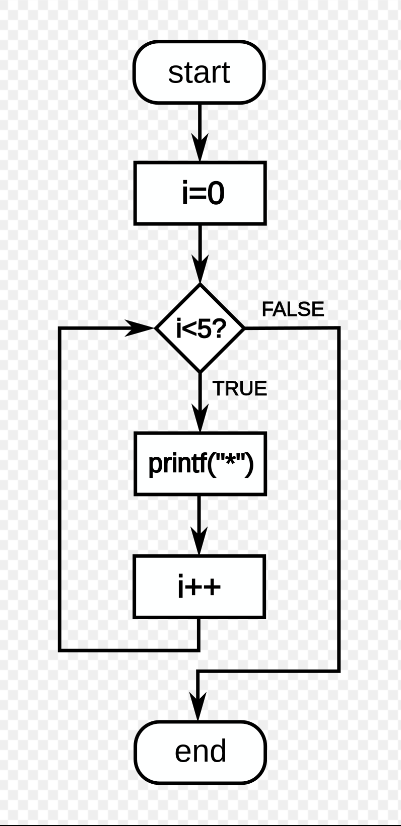 start
i=0
i<5?
FALSE
TRUE
printf("*")
i++
end